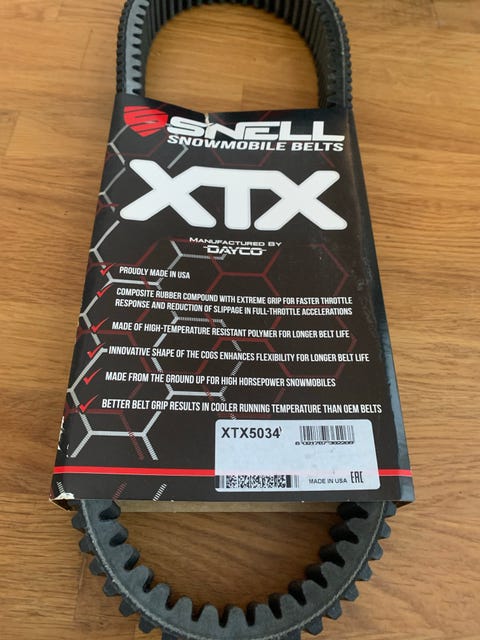 SNELL
SNOWMOBILE BELTS
XTX
MANUFACTURED BY
DAYCO
PROUDLY MADE IN USA
COMPOSITE RUBBER COMPOUND WITH EXTREME GRIP FOR FASTER THROTTLE
RESPONSE AND REDUCTION OF SLIPPAGE IN FULL-THROTTLE ACCELERATIONS
MADE OF HIGH-TEMPERATURE RESISTANT POLYMER FOR LONGER BELT LIFE
INNOVATIVE SHAPE OF THE COGS ENHANCES FLEXIBILITY FOR LONGER BELT LIFE
MADE FROM THE GROUND UP FOR HIGH HORSEPOWER SNOWMOBILES
BETTER BELT GRIP RESULTS IN COOLER RUNNING TEMPERATURE THAN OEM BELTS
XTX5034
MADE IN USA EAC